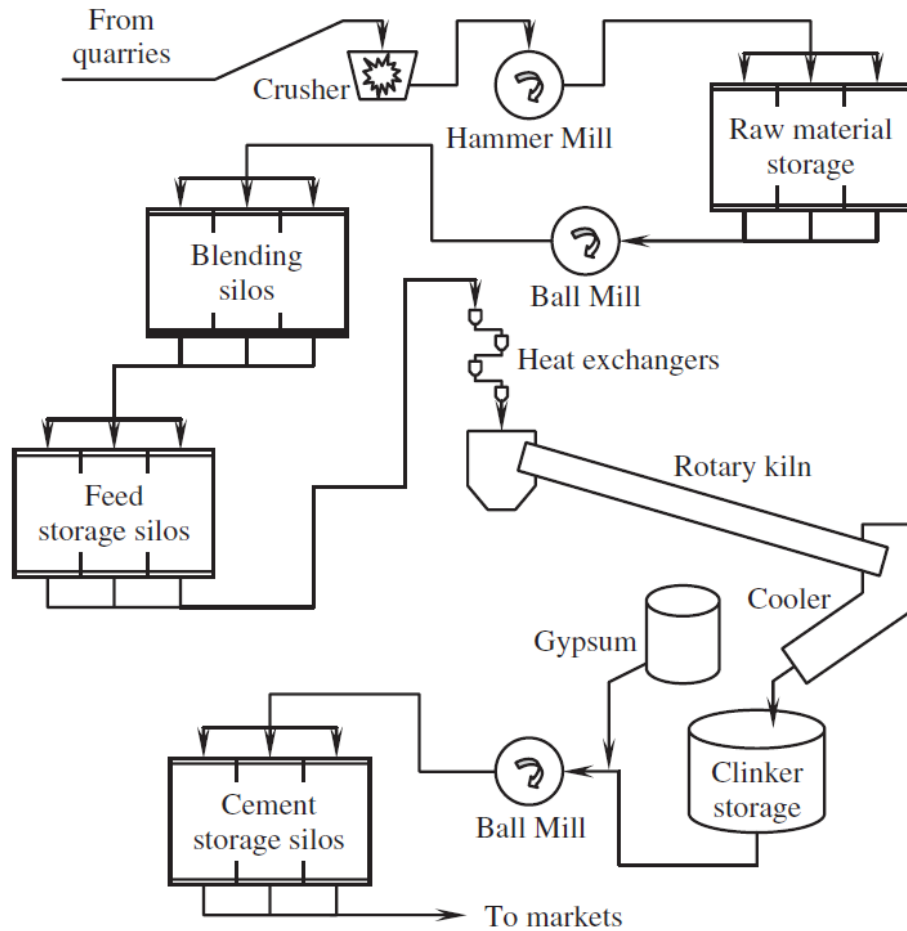 From
quarries
Crusher
Hammer Mill
Raw material
storage
Blending
silos
Ball Mill
Heat exchangers
Rotary kiln
Feed
storage silos
Cooler
Gypsum
Clinker
storage
Cement
storage silos
Ball Mill
To markets